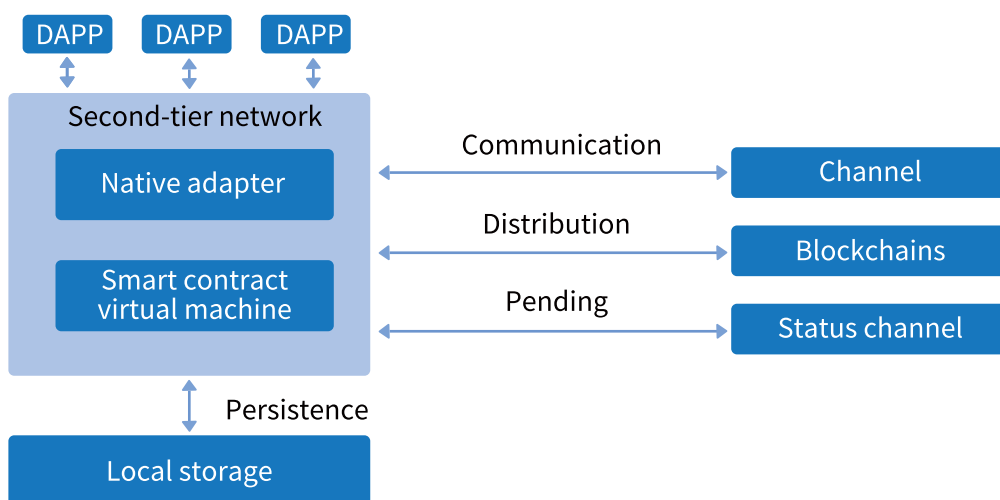 DAPP DAPP DAPP
Second-tier network
Native adapter
Smart contract
virtual machine
Communication
Channel
Distribution
Blockchains
Pending
Status channel
Persistence
Local storage